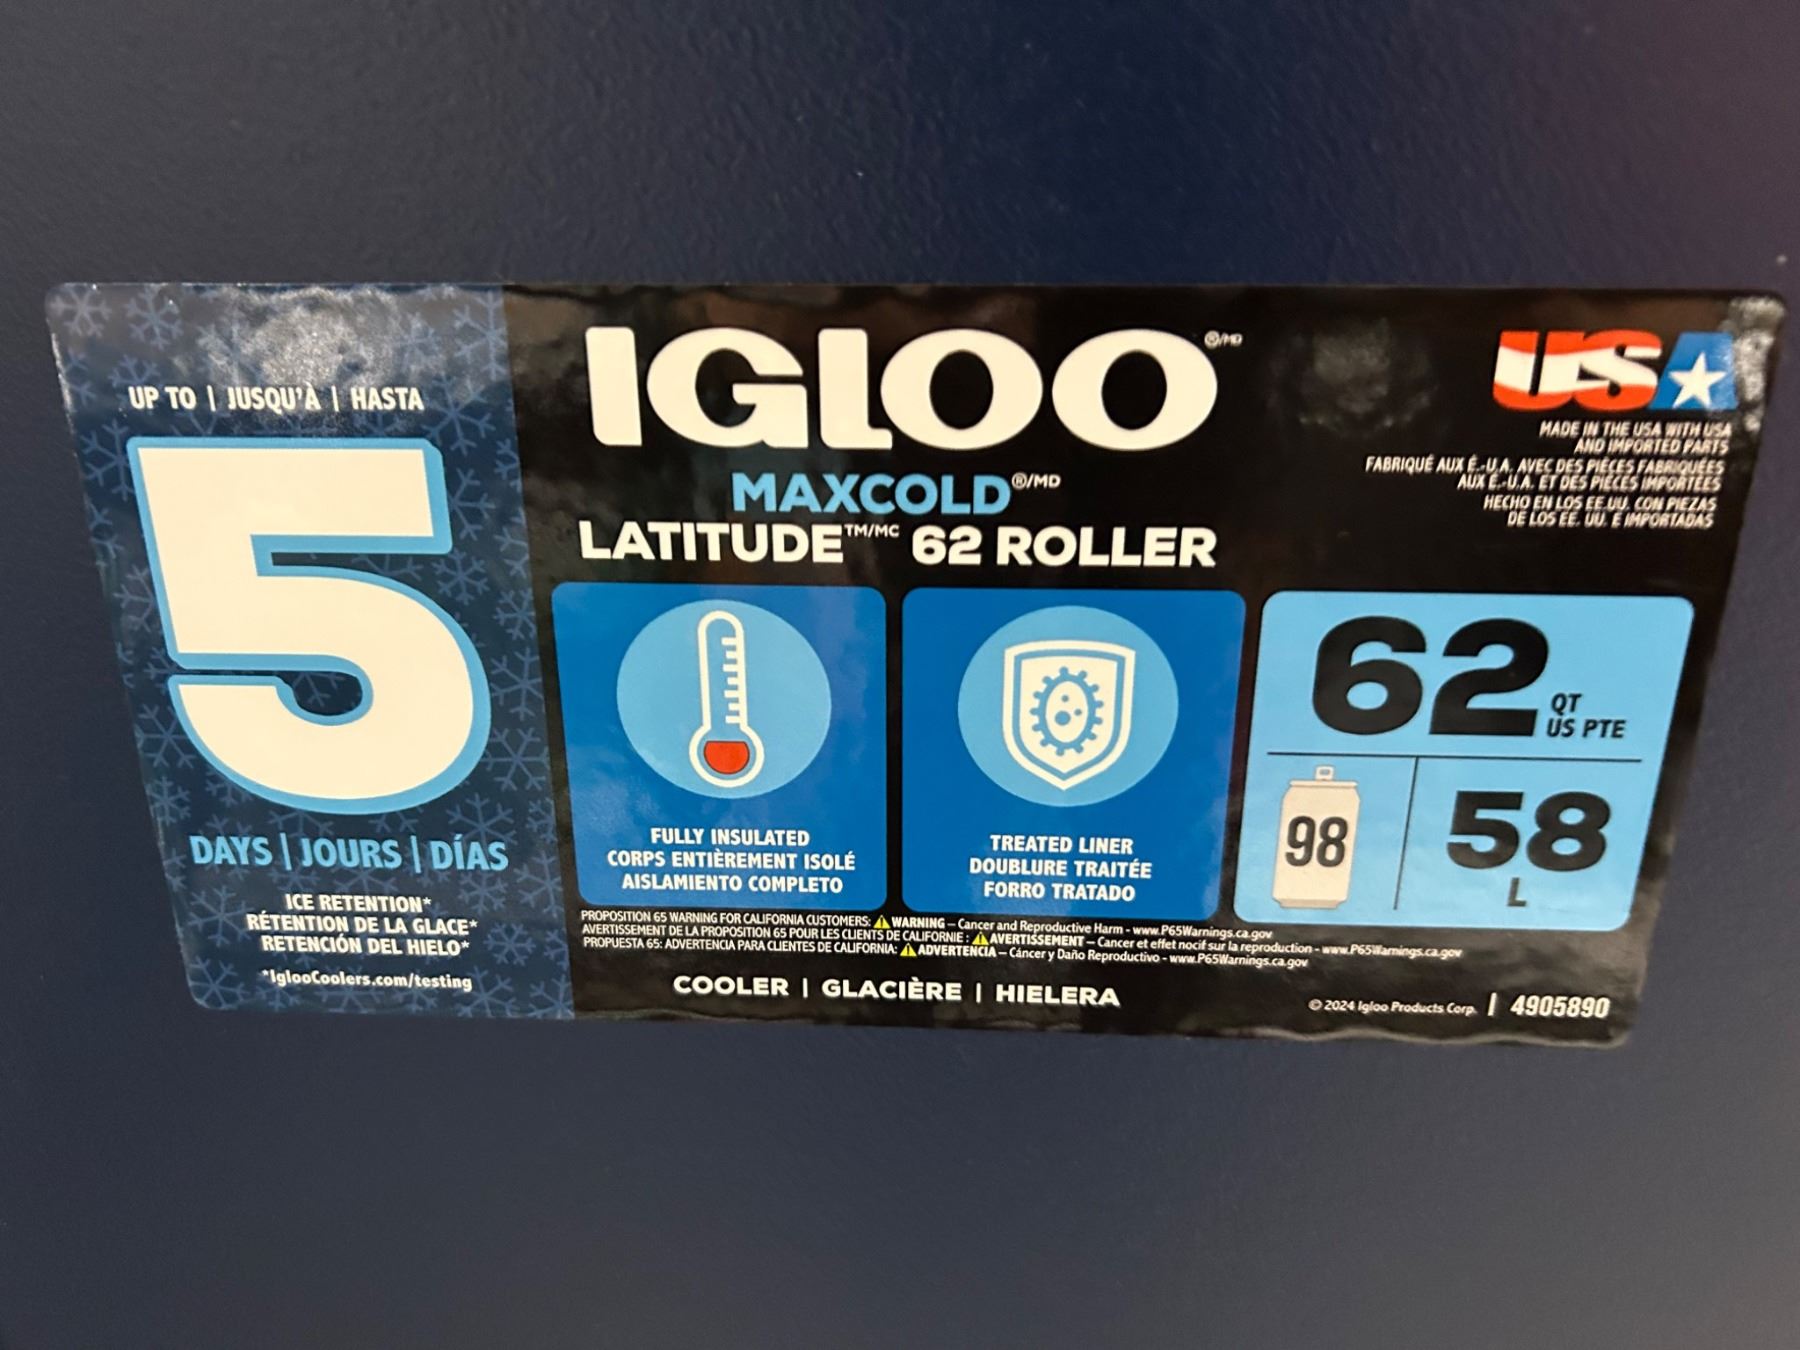 UP TO | JUSQU'À | HASTA
5
DAYS | JOURS | DÍAS
ICE RETENTION*
RÉTENTION DE LA GLACE*
RETENCIÓN DEL HIELO*
*IglooCoolers.com/testing
IGLOO®/MD
MAXCOLD®/MD
LATITUDE™/MC 62 ROLLER
USA
MADE IN THE USA WITH USA
AND IMPORTED PARTS
FABRIQUÉ AUX É.-U.A. AVEC DES PIÈCES FABRIQUÉES
AUX É.-U.A. ET DES PIÈCES IMPORTÉES
HECHO EN LOS EE.UU. CON PIEZAS
DE LOS EE. UU. E IMPORTADAS
FULLY INSULATED
CORPS ENTIÈREMENT ISOLÉ
AISLAMIENTO COMPLETO
TREATED LINER
DOUBLURE TRAITÉE
FORRO TRATADO
62 QT
US PTE
98
58
L
PROPOSITION 65 WARNING FOR CALIFORNIA CUSTOMERS: ⚠ WARNING – Cancer and Reproductive Harm - www.P65Warnings.ca.gov
AVERTISSEMENT DE LA PROPOSITION 65 POUR LES CLIENTS DE CALIFORNIE : ⚠ AVERTISSEMENT – Cancer et effet nocif sur la reproduction - www.P65Warnings.ca.gov
PROPUESTA 65: ADVERTENCIA PARA CLIENTES DE CALIFORNIA: ⚠ ADVERTENCIA – Cáncer y Daño Reproductivo - www.P65Warnings.ca.gov
COOLER | GLACIÈRE | HIELERA
© 2024 Igloo Products Corp. | 4905890